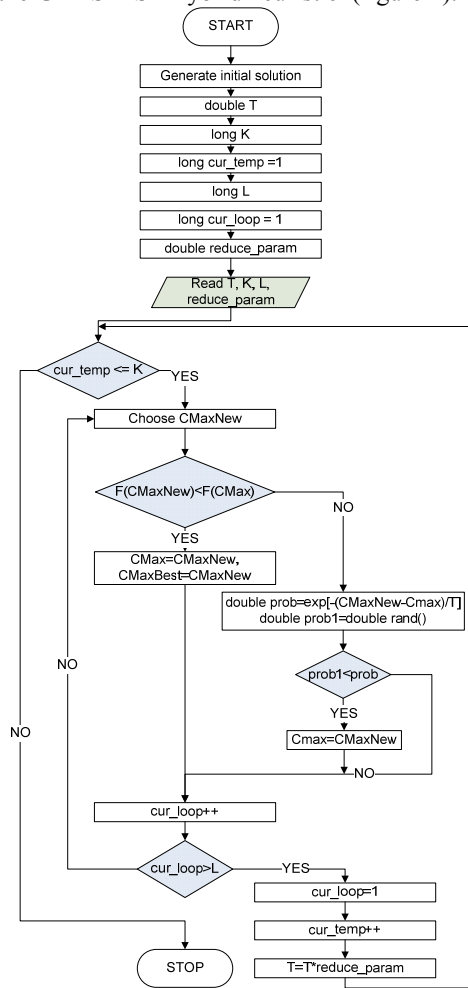 START
Generate initial solution
double T
long K
long cur_temp =1
long L
long cur_loop = 1
double reduce_param
Read T, K, L,
reduce_param
cur_temp <= K
YES
Choose CMaxNew
F(CMaxNew)<F(CMax)
NO
YES
CMax=CMaxNew,
CMaxBest=CMaxNew
double prob=exp[-(CMaxNew-Cmax)/T]
double prob1=double rand()
NO
prob1<prob
YES
NO
Cmax=CMaxNew
NO
cur_loop++
cur_loop>L
YES
cur_loop=1
cur_temp++
STOP
T=T*reduce_param